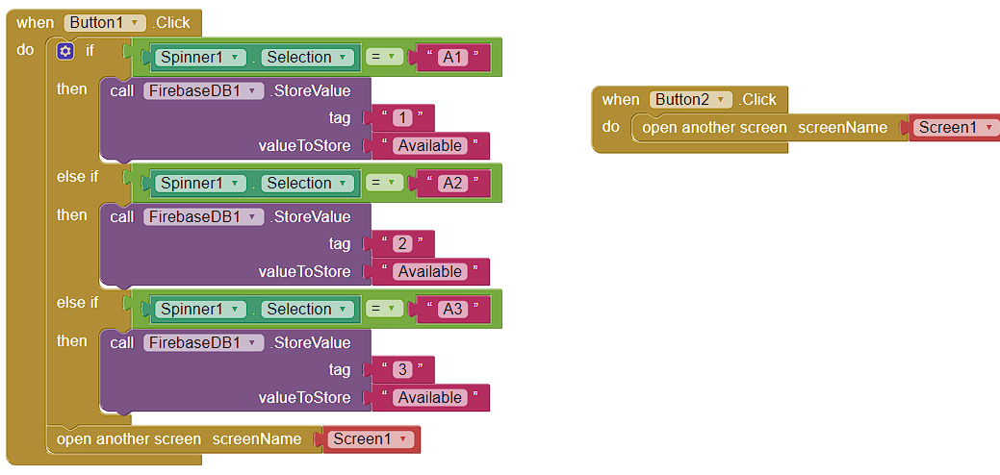 when Button1 .Click
do if Spinner1 . Selection = “ A1 ”
then call FirebaseDB1 .StoreValue
tag “ 1 ”
valueToStore “ Available ”
else if Spinner1 . Selection = “ A2 ”
then call FirebaseDB1 .StoreValue
tag “ 2 ”
valueToStore “ Available ”
else if Spinner1 . Selection = “ A3 ”
then call FirebaseDB1 .StoreValue
tag “ 3 ”
valueToStore “ Available ”
open another screen screenName Screen1
when Button2 .Click
do open another screen screenName Screen1